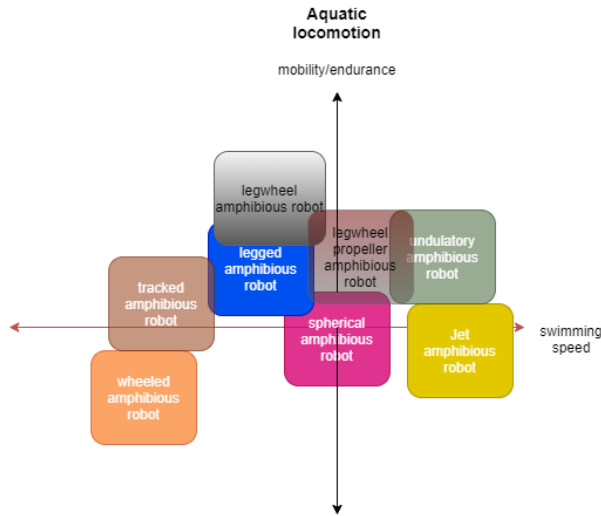 Aquatic
locomotion
mobility/endurance
legwheel
amphibious robot
legged
amphibious
robot
legwheel
propeller
amphibious
robot
undulatory
amphibious
robot
tracked
amphibious
robot
spherical
amphibious
robot
Jet
amphibious
robot
swimming
speed
wheeled
amphibious
robot